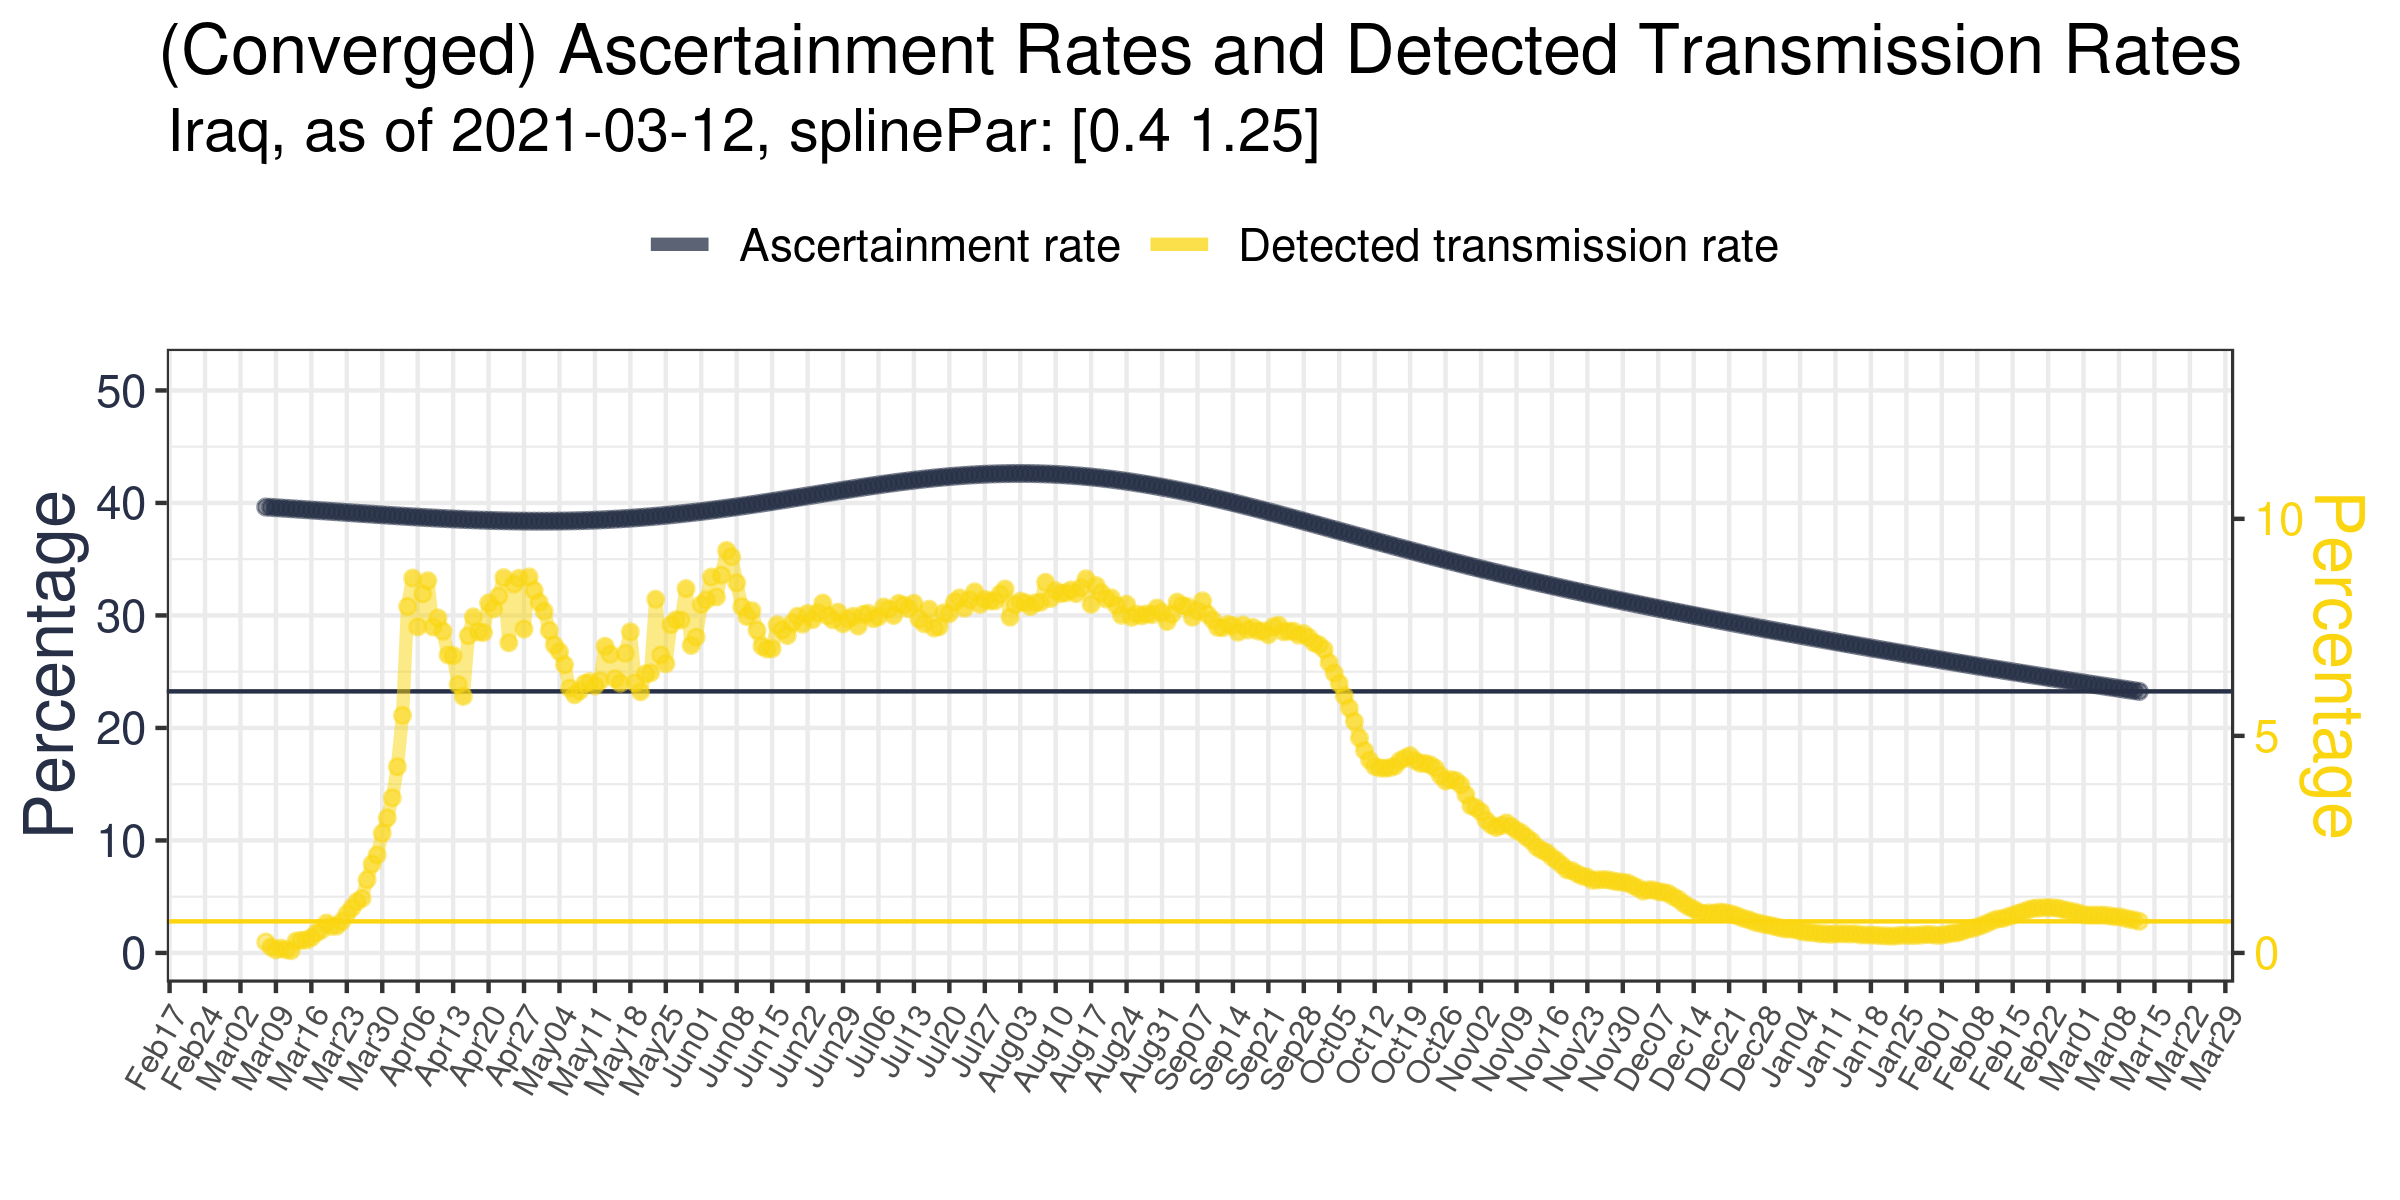 (Converged) Ascertainment Rates and Detected Transmission Rates
Iraq, as of 2021-03-12, splinePar: [0.4 1.25]
Ascertainment rate
Detected transmission rate
Percentage
50
40
30
20
10
0
10
5
0
Percentage
Feb17
Feb24
Mar02
Mar09
Mar16
Mar23
Mar30
Apr06
Apr13
Apr20
Apr27
May04
May11
May18
May25
Jun01
Jun08
Jun15
Jun22
Jun29
Jul06
Jul13
Jul20
Jul27
Aug03
Aug10
Aug17
Aug24
Aug31
Sep07
Sep14
Sep21
Sep28
Oct05
Oct12
Oct19
Oct26
Nov02
Nov09
Nov16
Nov23
Nov30
Dec07
Dec14
Dec21
Dec28
Jan04
Jan11
Jan18
Jan25
Feb01
Feb08
Feb15
Feb22
Mar01
Mar08
Mar15
Mar22
Mar29